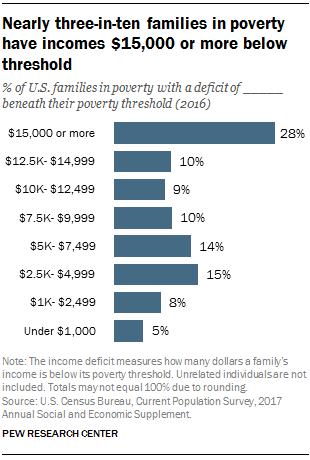 Nearly three-in-ten families in poverty
have incomes $15,000 or more below
threshold
% of U.S. families in poverty with a deficit of _____
beneath their poverty threshold (2016)
$15,000 or more 28%
$12.5K- $14,999 10%
$10K- $12,499 9%
$7.5K- $9,999 10%
$5K- $7,499 14%
$2.5K- $4,999 15%
$1K- $2,499 8%
Under $1,000 5%
Note: The income deficit measures how many dollars a family's
income is below its poverty threshold. Unrelated individuals are not
included. Totals may not equal 100% due to rounding.
Source: U.S. Census Bureau, Current Population Survey, 2017
Annual Social and Economic Supplement.
PEW RESEARCH CENTER